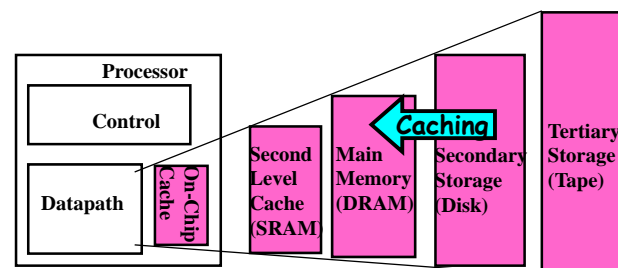 Processor
Control
Datapath
On-Chip
Cache
Second
Level
Cache
(SRAM)
Main
Memory
(DRAM)
Caching
Secondary
Storage
(Disk)
Tertiary
Storage
(Tape)